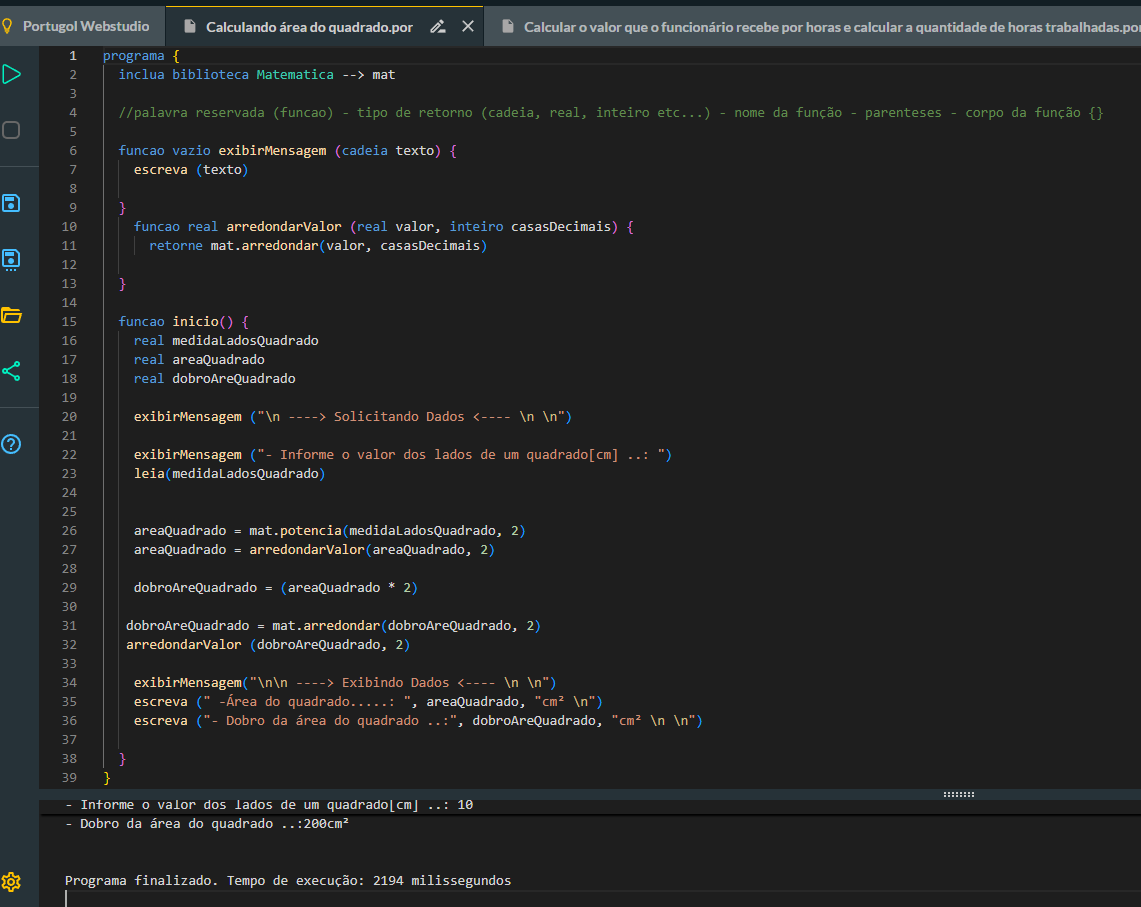 Portugol Webstudio
Calculando área do quadrado.por
Calcular o valor que o funcionário recebe por horas e calcular a quantidade de horas trabalhadas.por
1 programa {
2 inclua biblioteca Matematica --> mat
3
4 //palavra reservada (funcao) - tipo de retorno (cadeia, real, inteiro etc...) - nome da função - parenteses - corpo da função {}
5
6 funcao vazio exibirMensagem (cadeia texto) {
7 escreva (texto)
8
9 }
10 funcao real arredondarValor (real valor, inteiro casasDecimais) {
11 retorne mat.arredondar(valor, casasDecimais)
12
13 }
14
15 funcao inicio() {
16 real medidaLadosQuadrado
17 real areaQuadrado
18 real dobroAreQuadrado
19
20 exibirMensagem ("\n ----> Solicitando Dados <---- \n \n")
21
22 exibirMensagem ("- Informe o valor dos lados de um quadrado[cm] ..: ")
23 leia(medidaLadosQuadrado)
24
25
26 areaQuadrado = mat.potencia(medidaLadosQuadrado, 2)
27 areaQuadrado = arredondarValor(areaQuadrado, 2)
28
29 dobroAreQuadrado = (areaQuadrado * 2)
30
31 dobroAreQuadrado = mat.arredondar(dobroAreQuadrado, 2)
32 arredondarValor (dobroAreQuadrado, 2)
33
34 exibirMensagem("\n\n ----> Exibindo Dados <---- \n \n")
35 escreva (" -Área do quadrado.....: ", areaQuadrado, "cm² \n")
36 escreva ("- Dobro da área do quadrado ..:", dobroAreQuadrado, "cm² \n \n")
37
38 }
39 }
- Informe o valor dos lados de um quadrado[cm] ..: 10
- Dobro da área do quadrado ..:200cm²
Programa finalizado. Tempo de execução: 2194 milissegundos